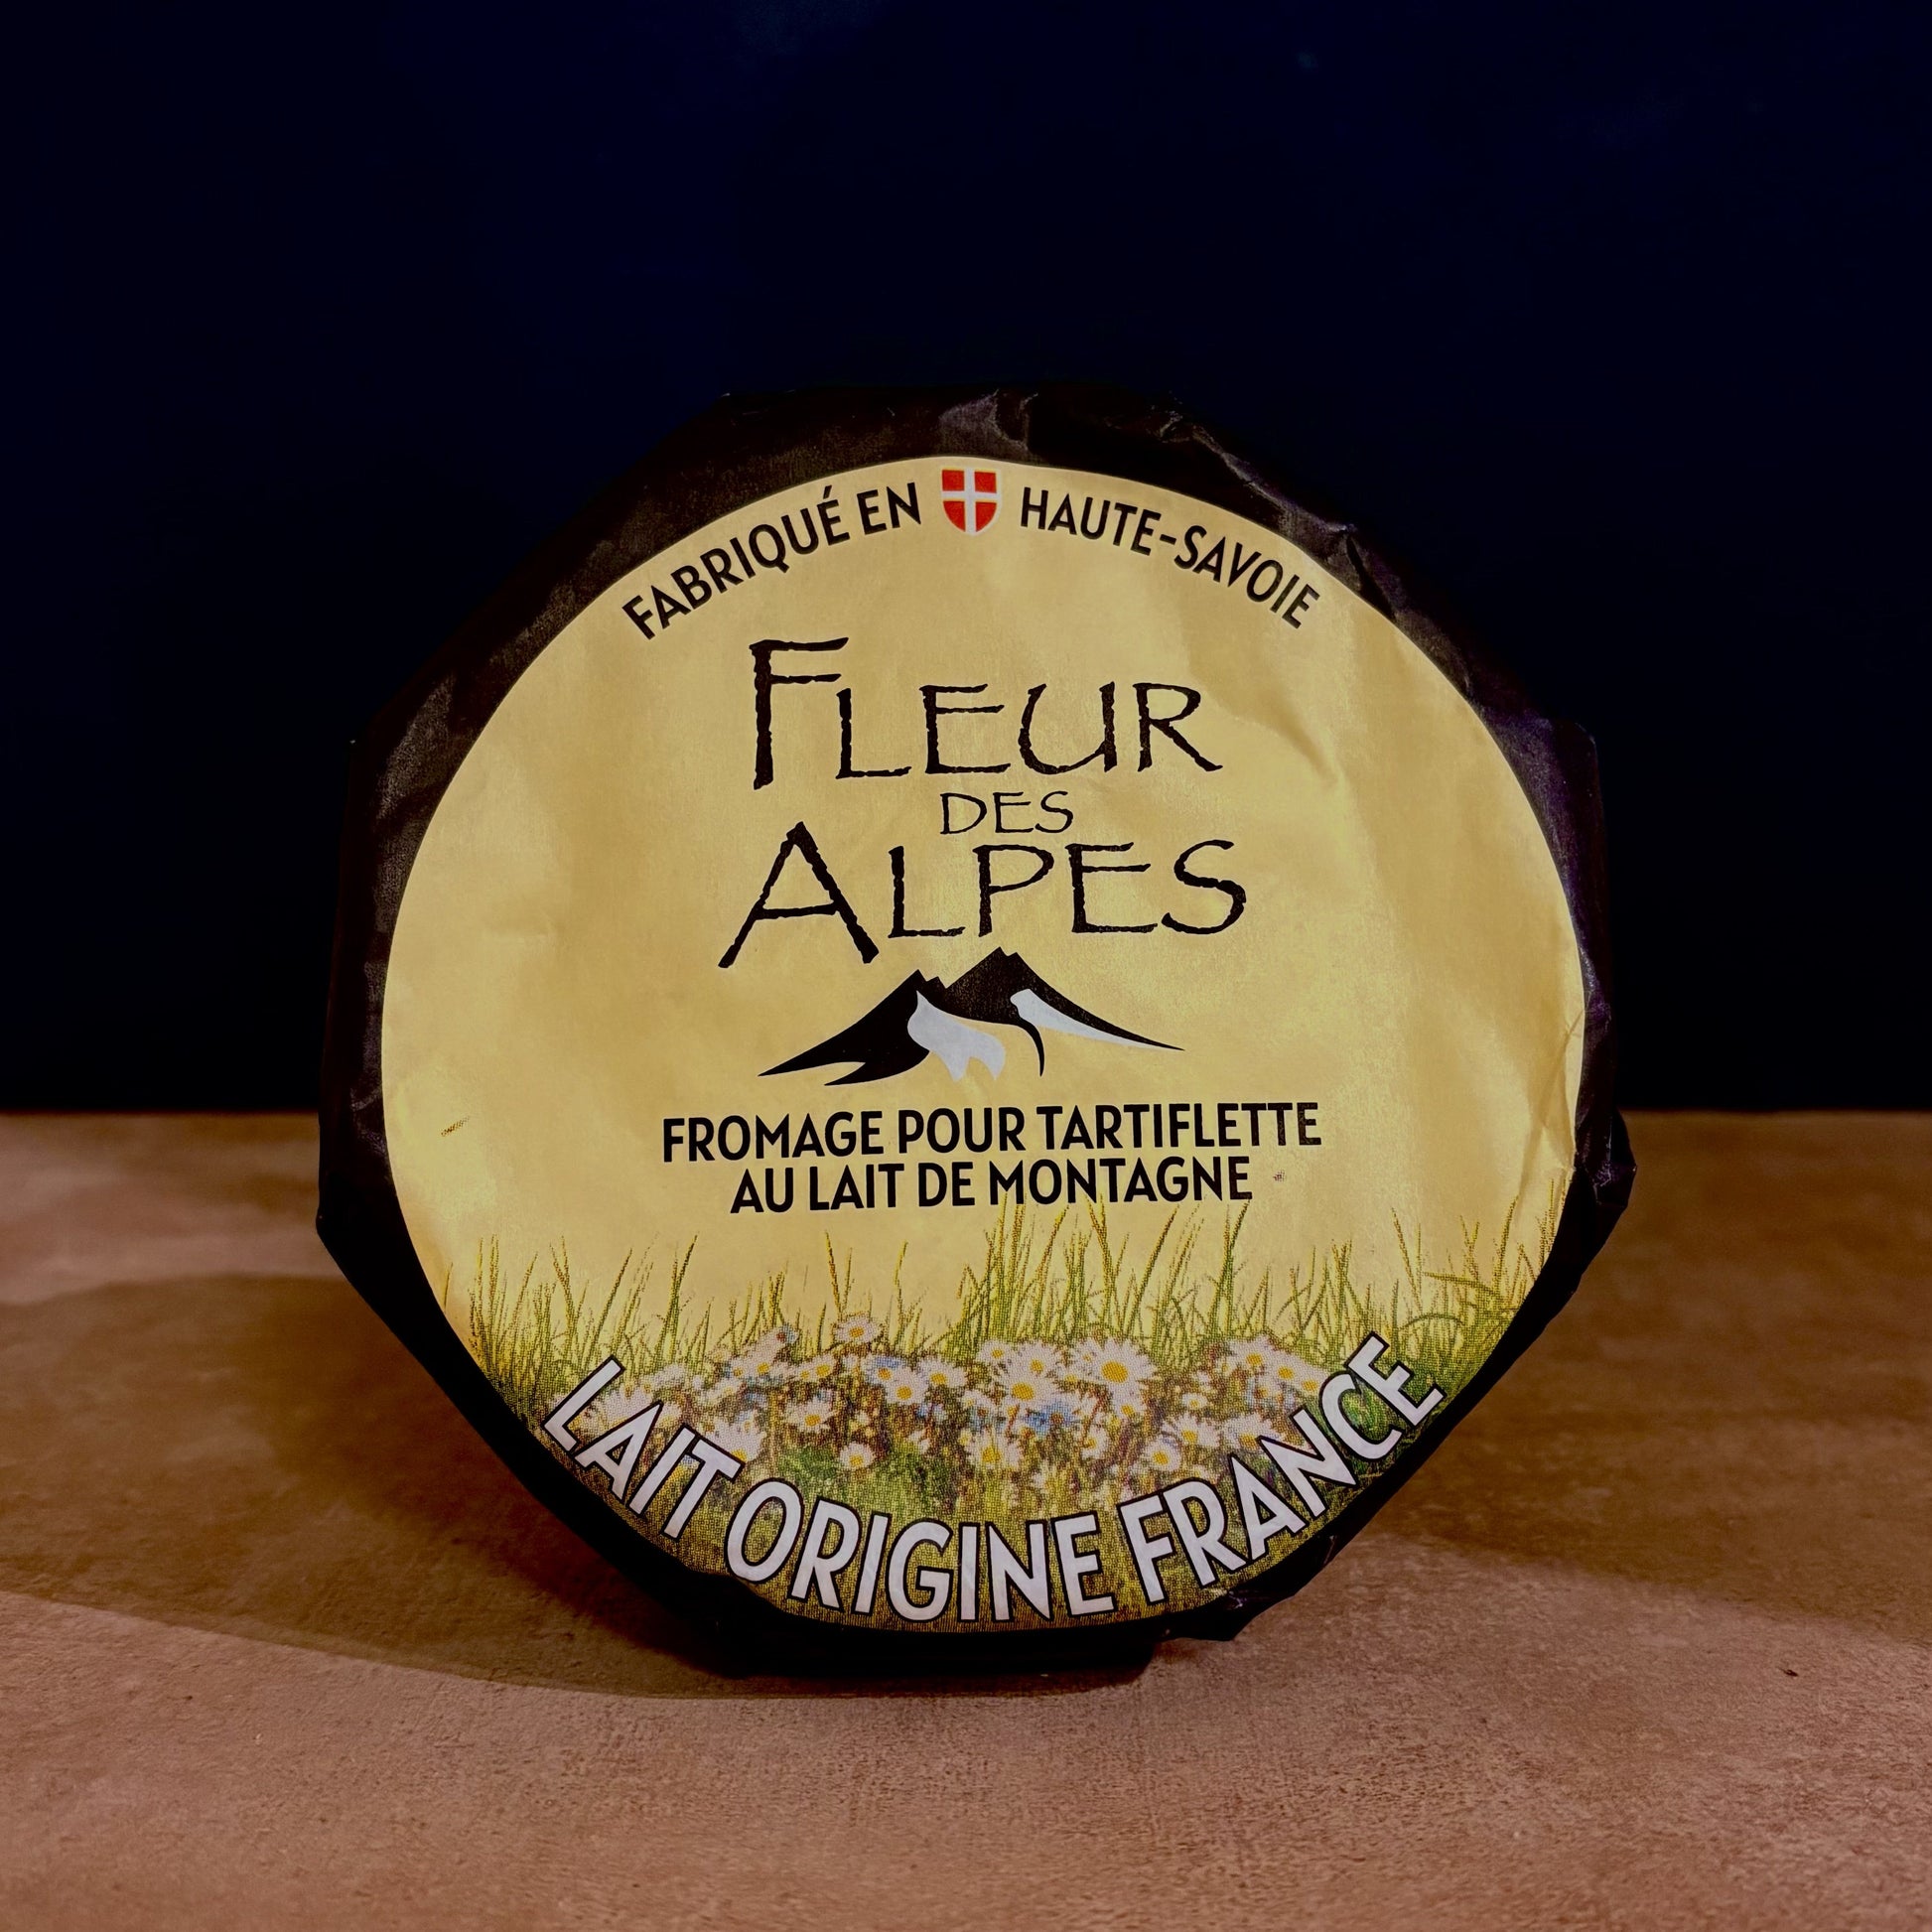 FABRIQUÉ EN HAUTE-SAVOIE
FLEUR
DES
ALPES
FROMAGE POUR TARTIFLETTE
AU LAIT DE MONTAGNE
LAIT ORIGINE FRANCE